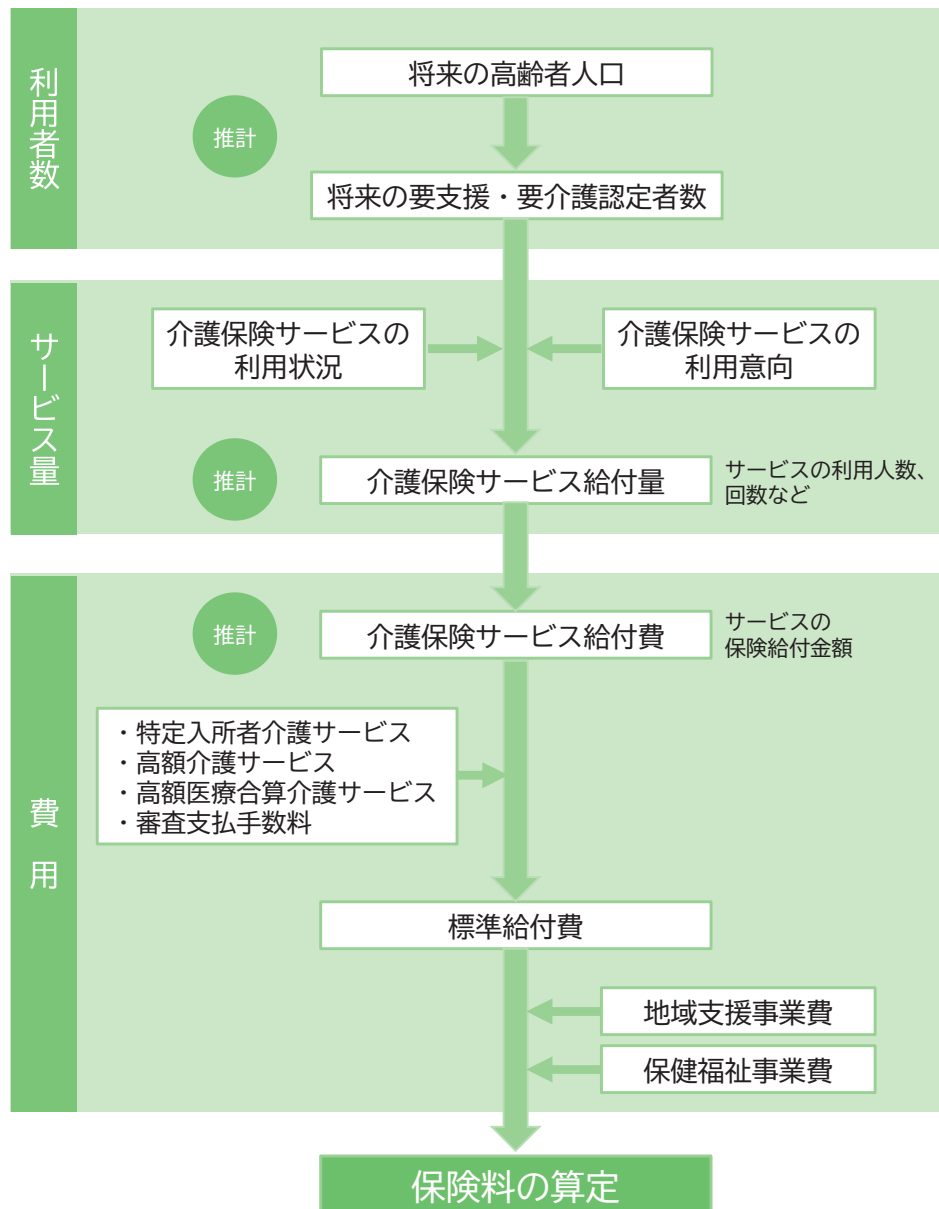 利用者数
将来の高齢者人口
推計
将来の要支援・要介護認定者数
サービス量
介護保険サービスの
利用状況
介護保険サービスの
利用意向
推計
介護保険サービス給付量
サービスの利用人数、
回数など
費用
推計
介護保険サービス給付費
サービスの
保険給付金額
・特定入所者介護サービス
・高額介護サービス
・高額医療合算介護サービス
・審査支払手数料
標準給付費
地域支援事業費
保健福祉事業費
保険料の算定